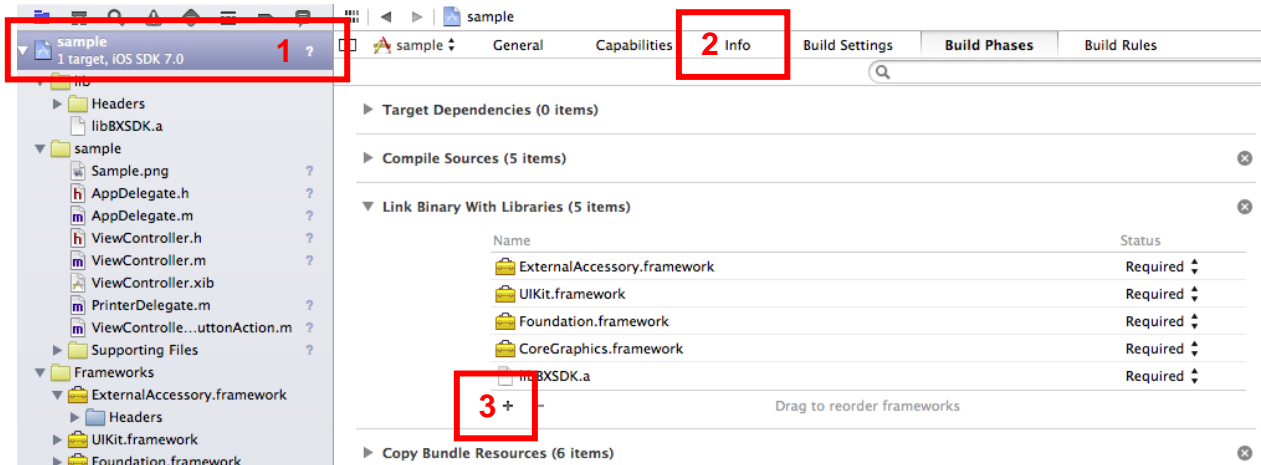 sample
sample
1 target, iOS SDK 7.0
1
?
sample
General
Capabilities
2
Info
Build Settings
Build Phases
Build Rules
lib
Headers
libBXSDK.a
sample
Sample.png ?
AppDelegate.h ?
AppDelegate.m ?
ViewController.h ?
ViewController.m ?
ViewController.xib
PrinterDelegate.m ?
ViewControlle...uttonAction.m ?
Supporting Files ?
Frameworks
ExternalAccessory.framework
Headers
UIKit.framework
Foundation.framework
Target Dependencies (0 items)
Compile Sources (5 items)
Link Binary With Libraries (5 items)
Name Status
ExternalAccessory.framework Required
UIKit.framework Required
Foundation.framework Required
CoreGraphics.framework Required
libBXSDK.a Required
3 + −
Drag to reorder frameworks
Copy Bundle Resources (6 items)